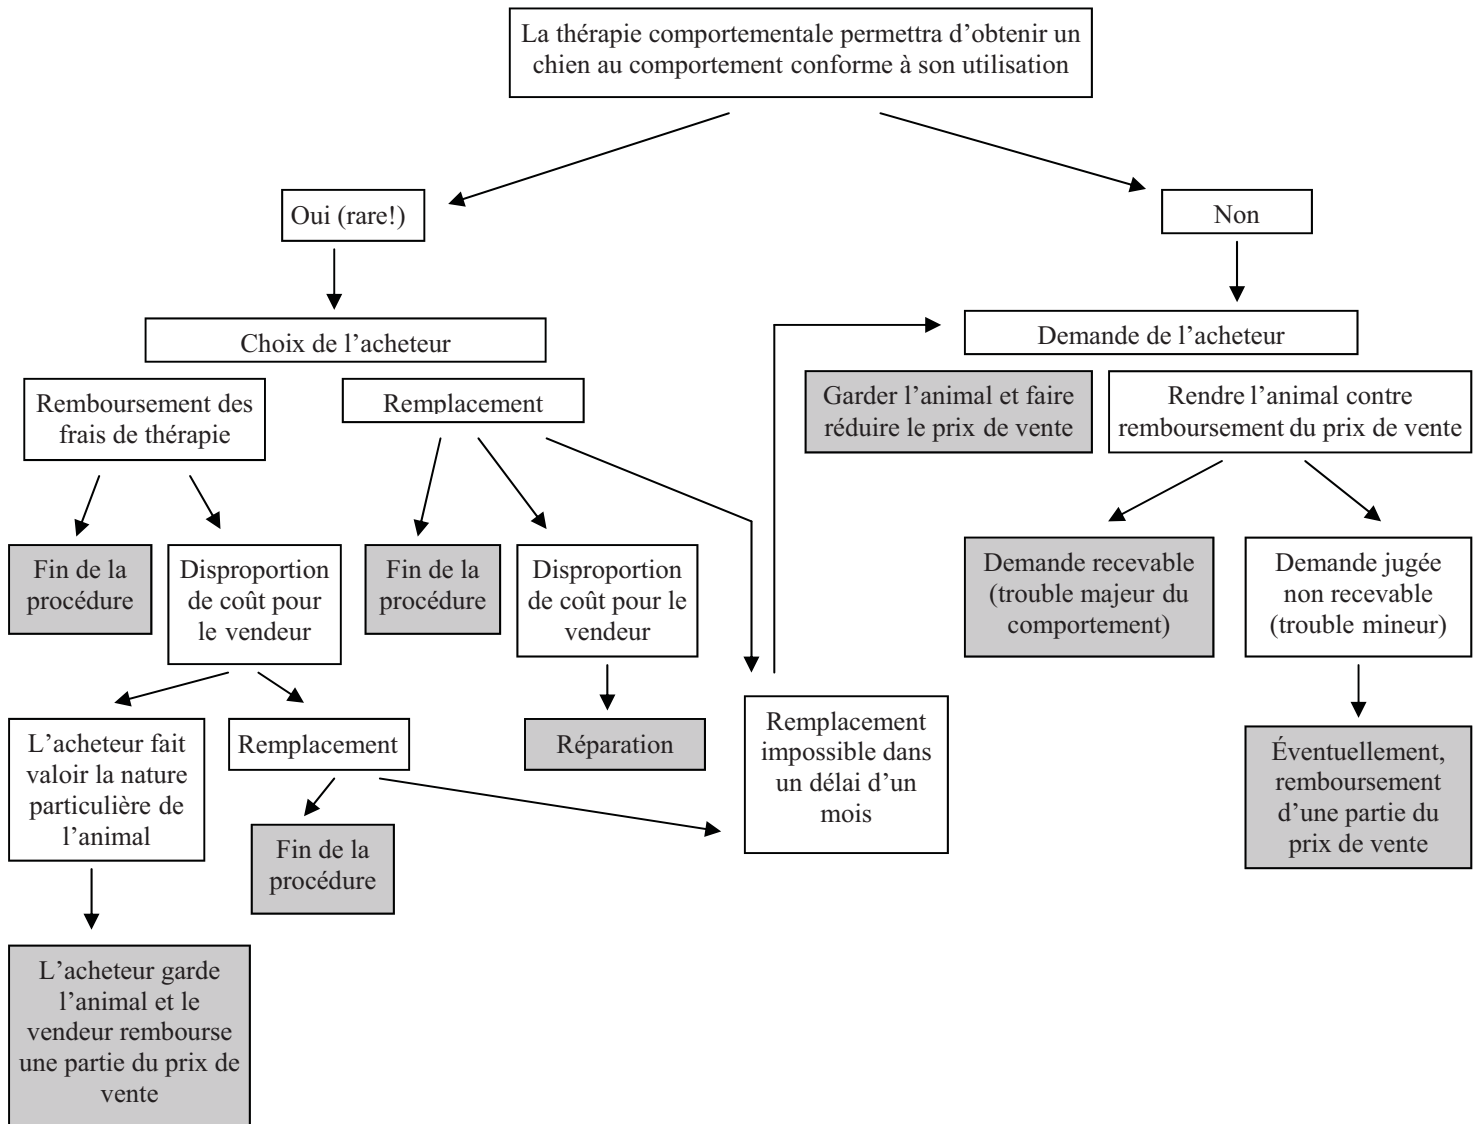 La thérapie comportementale permettra d’obtenir un
chien au comportement conforme à son utilisation
Oui (rare!)
Non
Choix de l’acheteur
Demande de l’acheteur
Remboursement des
frais de thérapie
Remplacement
Garder l’animal et faire
réduire le prix de vente
Rendre l’animal contre
remboursement du prix de vente
Fin de la
procédure
Disproportion
de coût pour
le vendeur
Fin de la
procédure
Disproportion
de coût pour le
vendeur
Demande recevable
(trouble majeur du
comportement)
Demande jugée
non recevable
(trouble mineur)
L’acheteur fait
valoir la nature
particulière de
l’animal
Remplacement
Réparation
Remplacement
impossible dans
un délai d’un
mois
Éventuellement,
remboursement
d’une partie du
prix de vente
Fin de la
procédure
L’acheteur garde
l’animal et le
vendeur rembourse
une partie du prix de
vente